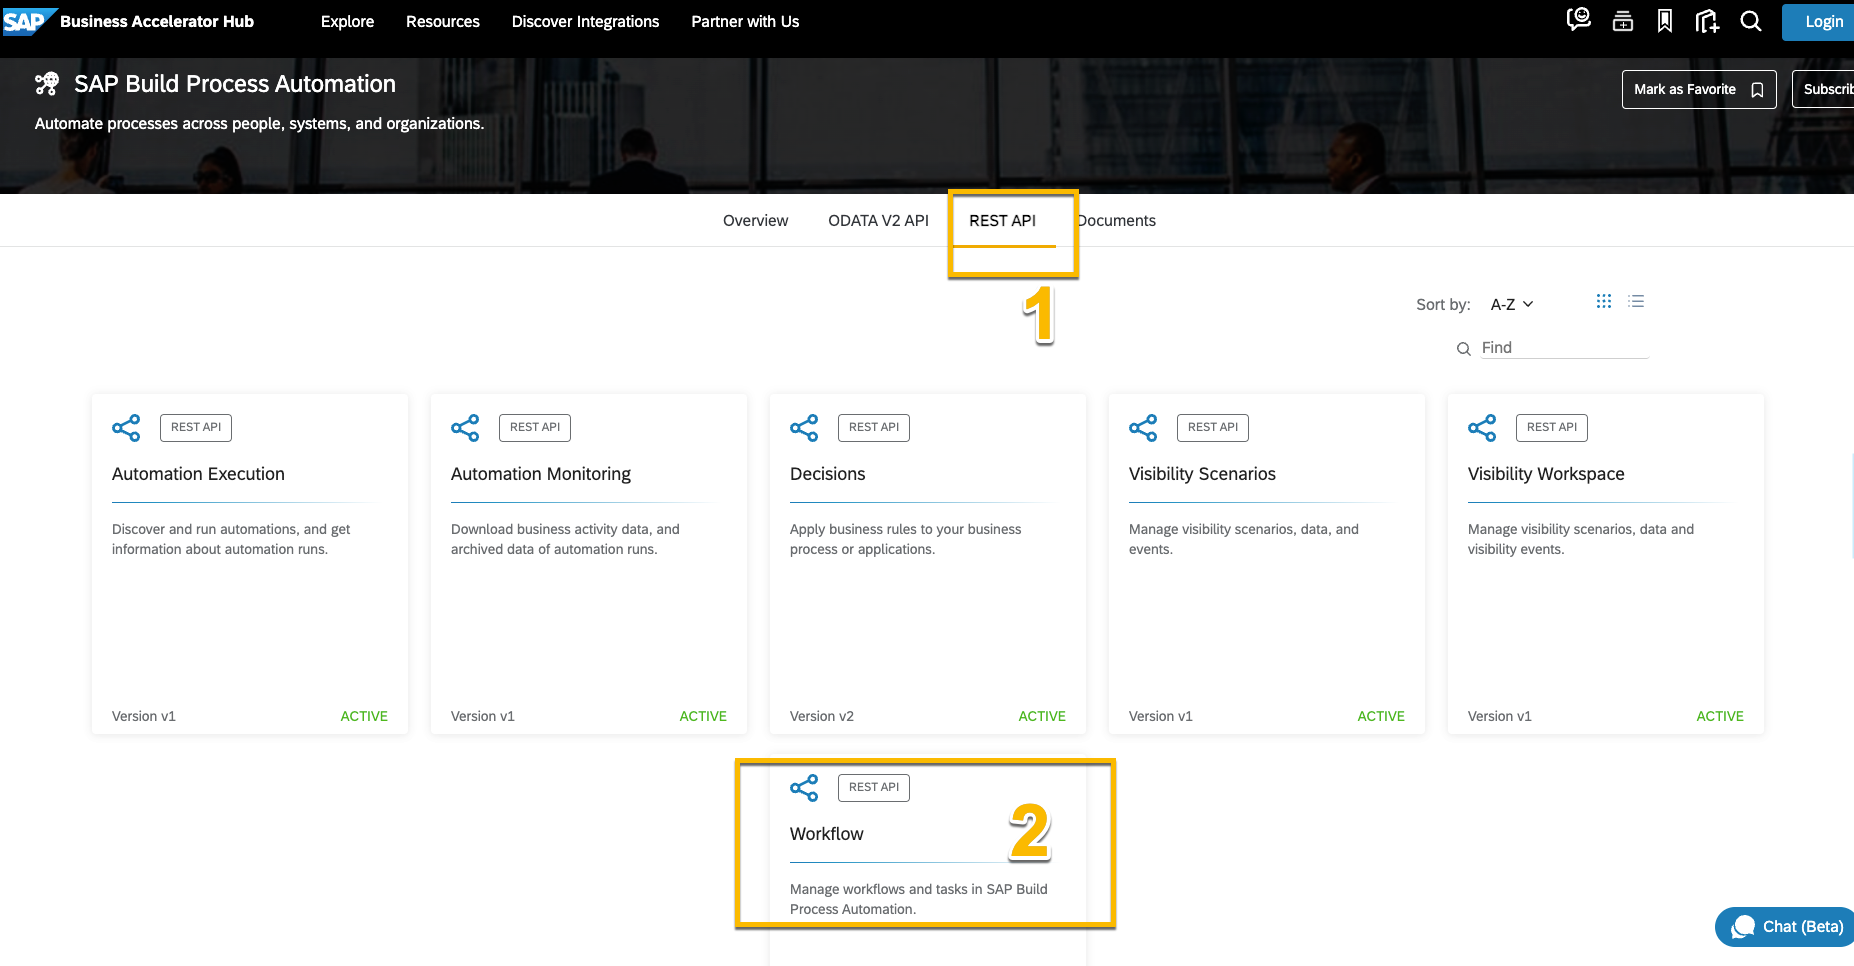 SAP Business Accelerator Hub Explore Resources Discover Integrations Partner with Us Login
SAP Build Process Automation
Mark as Favorite Subscrib
Automate processes across people, systems, and organizations.
Overview ODATA V2 API REST API Documents
1
Sort by: A-Z
Find
REST API
Automation Execution
Discover and run automations, and get
information about automation runs.
Version v1 ACTIVE
REST API
Automation Monitoring
Download business activity data, and
archived data of automation runs.
Version v1 ACTIVE
REST API
Decisions
Apply business rules to your business
process or applications.
Version v2 ACTIVE
REST API
Visibility Scenarios
Manage visibility scenarios, data, and
events.
Version v1 ACTIVE
REST API
Visibility Workspace
Manage visibility scenarios, data and
visibility events.
Version v1 ACTIVE
REST API
Workflow
2
Manage workflows and tasks in SAP Build
Process Automation.
Chat (Beta)